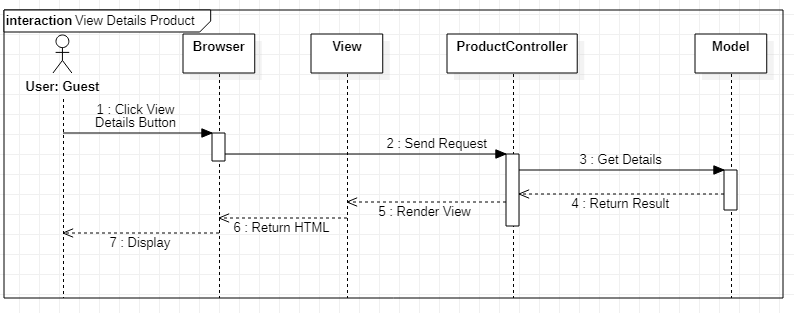 interaction View Details Product
Browser
View
ProductController
Model
User: Guest
1 : Click View
Details Button
2 : Send Request
3 : Get Details
4 : Return Result
5 : Render View
6 : Return HTML
7 : Display